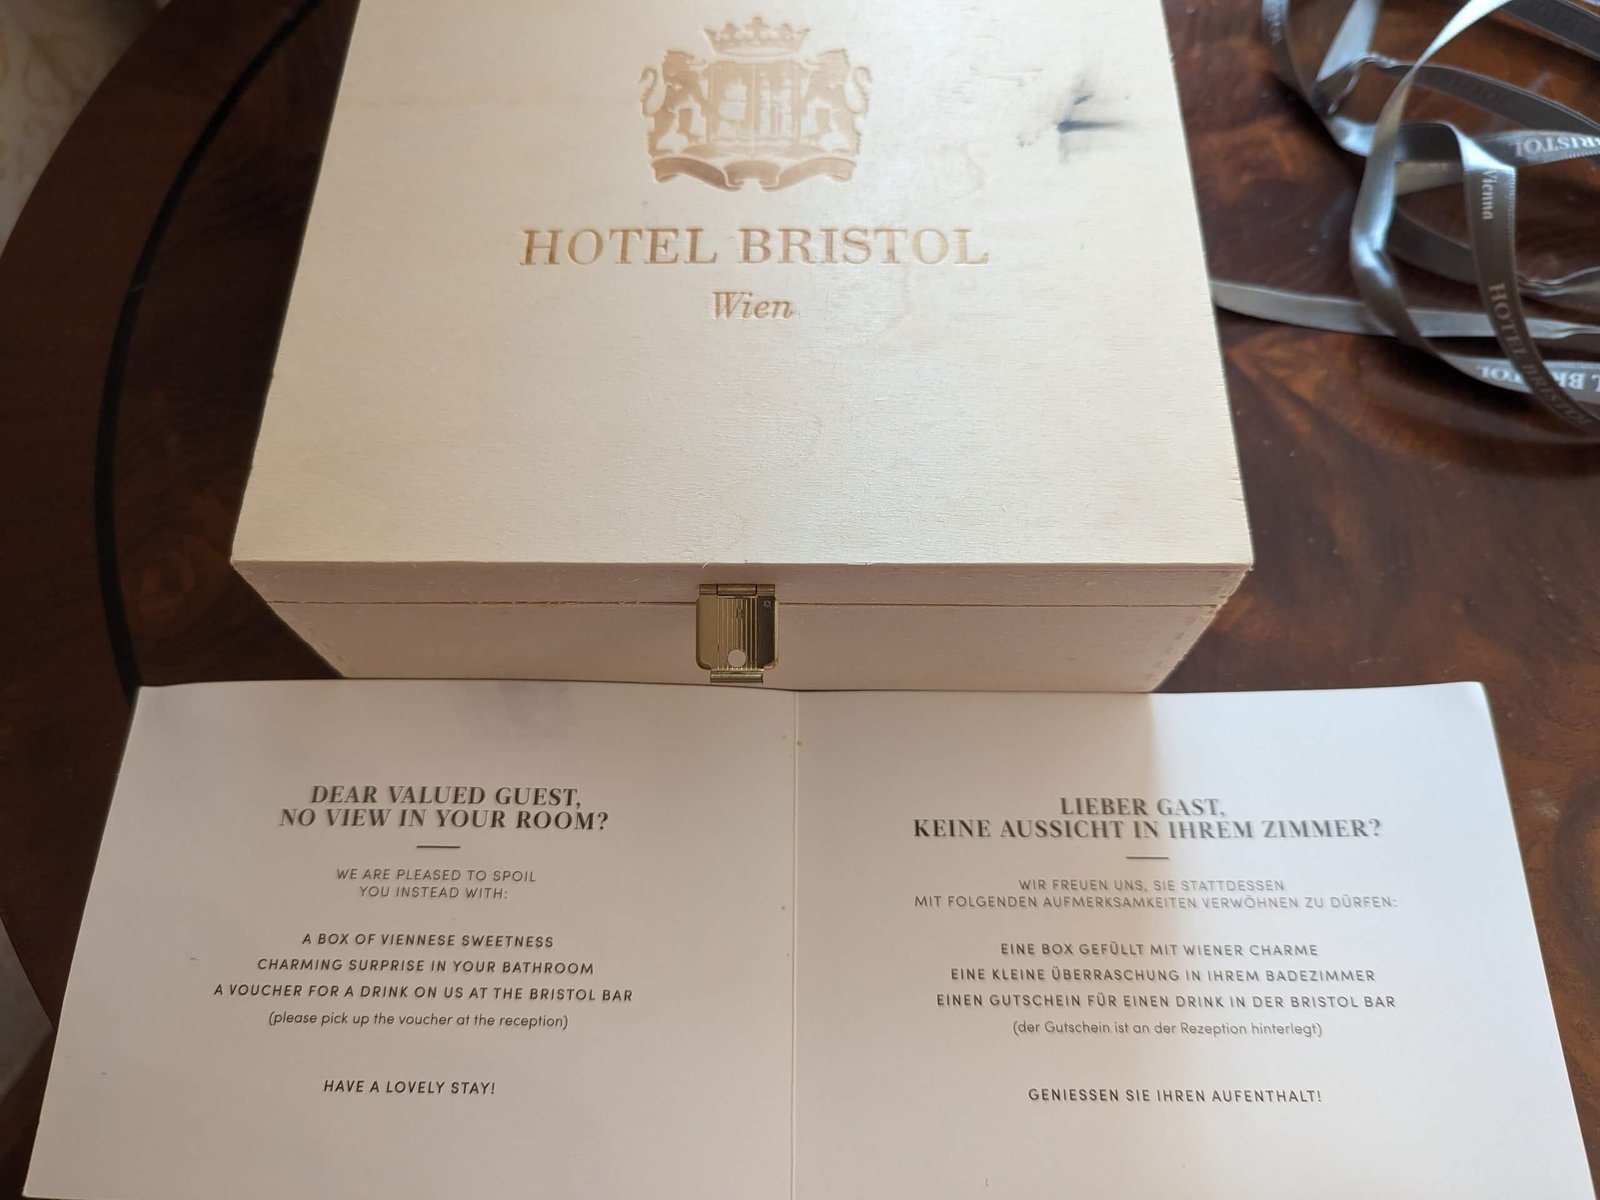 HOTEL BRISTOL
Wien
DEAR VALUED GUEST,
NO VIEW IN YOUR ROOM?
WE ARE PLEASED TO SPOIL
YOU INSTEAD WITH:
A BOX OF VIENNESE SWEETNESS
CHARMING SURPRISE IN YOUR BATHROOM
A VOUCHER FOR A DRINK ON US AT THE BRISTOL BAR
(please pick up the voucher at the reception)
HAVE A LOVELY STAY!
LIEBER GAST,
KEINE AUSSICHT IN IHREM ZIMMER?
WIR FREUEN UNS, SIE STATTDESSEN
MIT FOLGENDEN AUFMERKSAMKEITEN VERWÖHNEN ZU DÜRFEN:
EINE BOX GEFÜLLT MIT WIENER CHARME
EINE KLEINE ÜBERRASCHUNG IN IHREM BADEZIMMER
EINEN GUTSCHEIN FÜR EINEN DRINK IN DER BRISTOL BAR
(der Gutschein ist an der Rezeption hinterlegt)
GENIESSEN SIE IHREN AUFENTHALT!
Vienna
HOTEL BRISTOL